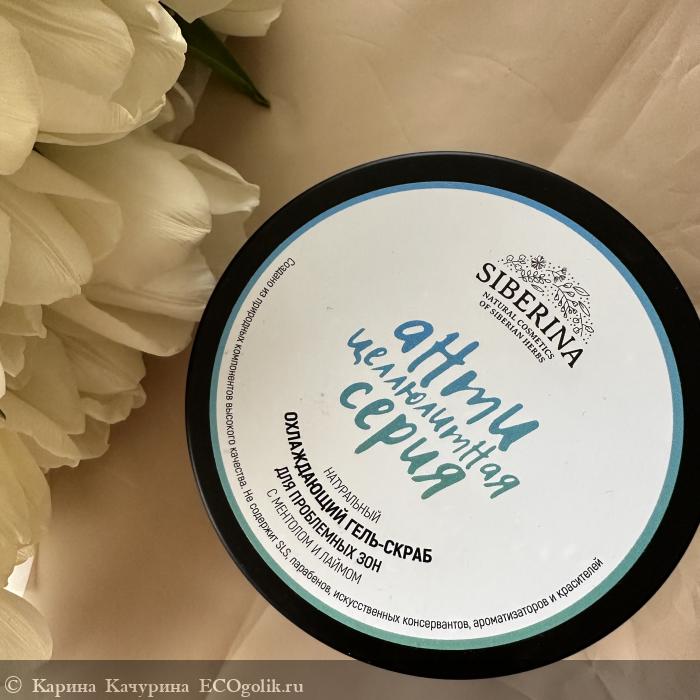 SIBERINA
NATURAL COSMETICS
OF SIBERIAN HERBS
анти
целлюлитная
серия
НАТУРАЛЬНЫЙ
ОХЛАЖДАЮЩИЙ ГЕЛЬ-СКРАБ
ДЛЯ ПРОБЛЕМНЫХ ЗОН
С МЕНТОЛОМ И ЛАЙМОМ
Создано из природных компонентов высокого качества. Не содержит SLS, парабенов, искусственных консервантов, ароматизаторов и красителей
© Карина Качурина ECOgolik.ru